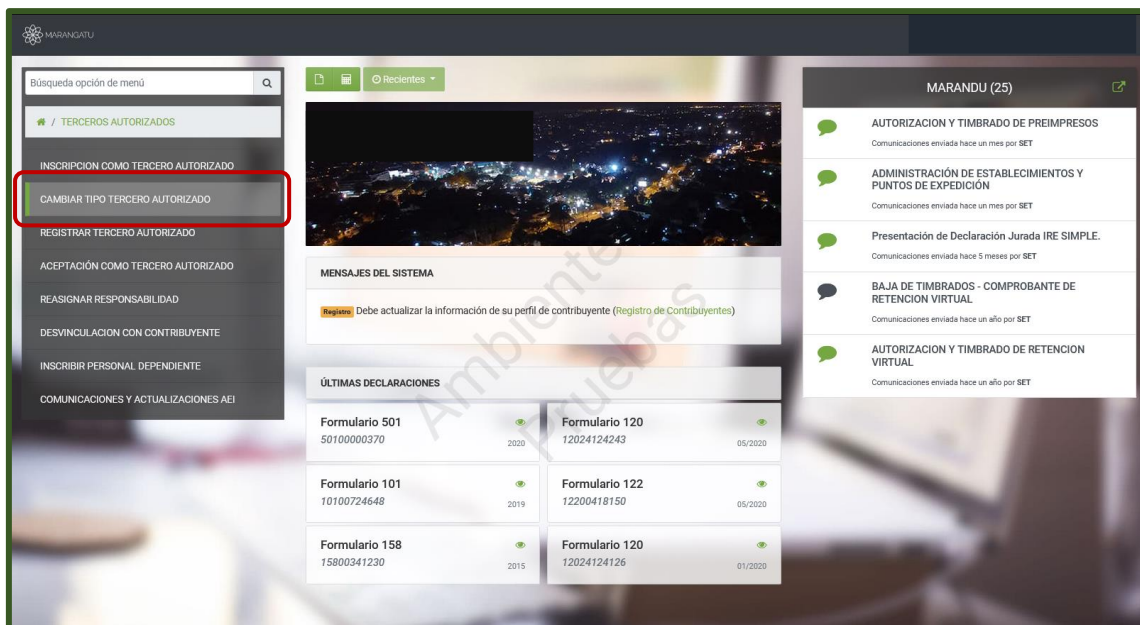 MARANGATU
Búsqueda opción de menú
/ TERCEROS AUTORIZADOS
INSCRIPCION COMO TERCERO AUTORIZADO
CAMBIAR TIPO TERCERO AUTORIZADO
REGISTRAR TERCERO AUTORIZADO
ACEPTACIÓN COMO TERCERO AUTORIZADO
REASIGNAR RESPONSABILIDAD
DESVINCULACION CON CONTRIBUYENTE
INSCRIBIR PERSONAL DEPENDIENTE
COMUNICACIONES Y ACTUALIZACIONES AEI
Recientes
MENSAJES DEL SISTEMA
Registro Debe actualizar la información de su perfil de contribuyente (Registro de Contribuyentes)
ÚLTIMAS DECLARACIONES
Formulario 501
50100000370 2020
Formulario 120
12024124243 05/2020
Formulario 101
10100724648 2019
Formulario 122
12200418150 05/2020
Formulario 158
15800341230 2015
Formulario 120
12024124126 01/2020
Ambiente
Pruebas
MARANDU (25)
AUTORIZACION Y TIMBRADO DE PREIMPRESOS
Comunicaciones enviada hace un mes por SET
ADMINISTRACIÓN DE ESTABLECIMIENTOS Y
PUNTOS DE EXPEDICIÓN
Comunicaciones enviada hace un mes por SET
Presentación de Declaración Jurada IRE SIMPLE.
Comunicaciones enviada hace 5 meses por SET
BAJA DE TIMBRADOS - COMPROBANTE DE
RETENCION VIRTUAL
Comunicaciones enviada hace un año por SET
AUTORIZACION Y TIMBRADO DE RETENCION
VIRTUAL
Comunicaciones enviada hace un año por SET